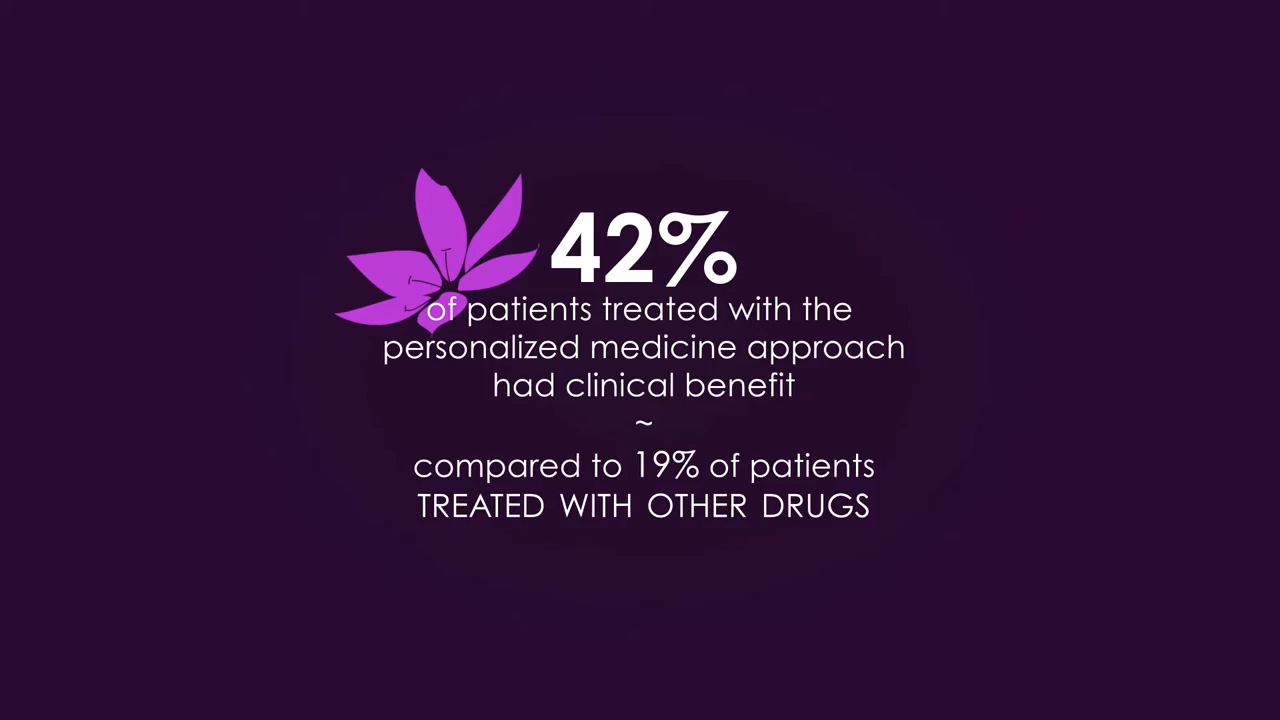 42%
of patients treated with the
personalized medicine approach
had clinical benefit
~
compared to 19% of patients
TREATED WITH OTHER DRUGS